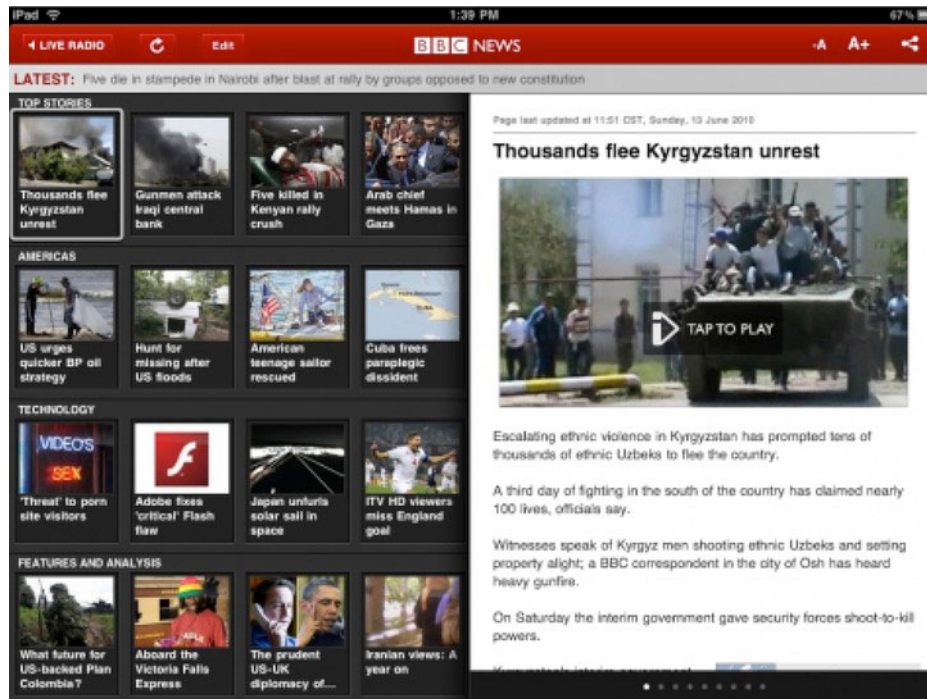 iPad 1:39 PM 67%
LIVE RADIO Edit BBC NEWS -A A+
LATEST: Five die in stampede in Nairobi after blast at rally by groups opposed to new constitution
TOP STORIES
Thousands flee
Kyrgyzstan
unrest
Gunmen attack
Iraqi central
bank
Five killed in
Kenyan rally
crush
Arab chief
meets Hamas in
Gaza
AMERICAS
US urges
quicker BP oil
strategy
Hunt for
missing after
US floods
American
teenage sailor
rescued
CUBA
Cuba frees
paraplegic
dissident
TECHNOLOGY
VIDEO'S
SEX
'Threat' to porn
site visitors
Adobe fixes
'critical' Flash
flaw
Japan unfurls
solar sail in
space
ITV HD viewers
miss England
goal
FEATURES AND ANALYSIS
What future for
US-backed Plan
Colombia?
Aboard the
Victoria Falls
Express
The prudent
US-UK
diplomacy of...
Iranian views: A
year on
Page last updated at 11:51 CST, Sunday, 13 June 2010
Thousands flee Kyrgyzstan unrest
TAP TO PLAY
Escalating ethnic violence in Kyrgyzstan has prompted tens of
thousands of ethnic Uzbeks to flee the country.
A third day of fighting in the south of the country has claimed nearly
100 lives, officials say.
Witnesses speak of Kyrgyz men shooting ethnic Uzbeks and setting
property alight; a BBC correspondent in the city of Osh has heard
heavy gunfire.
On Saturday the interim government gave security forces shoot-to-kill
powers.